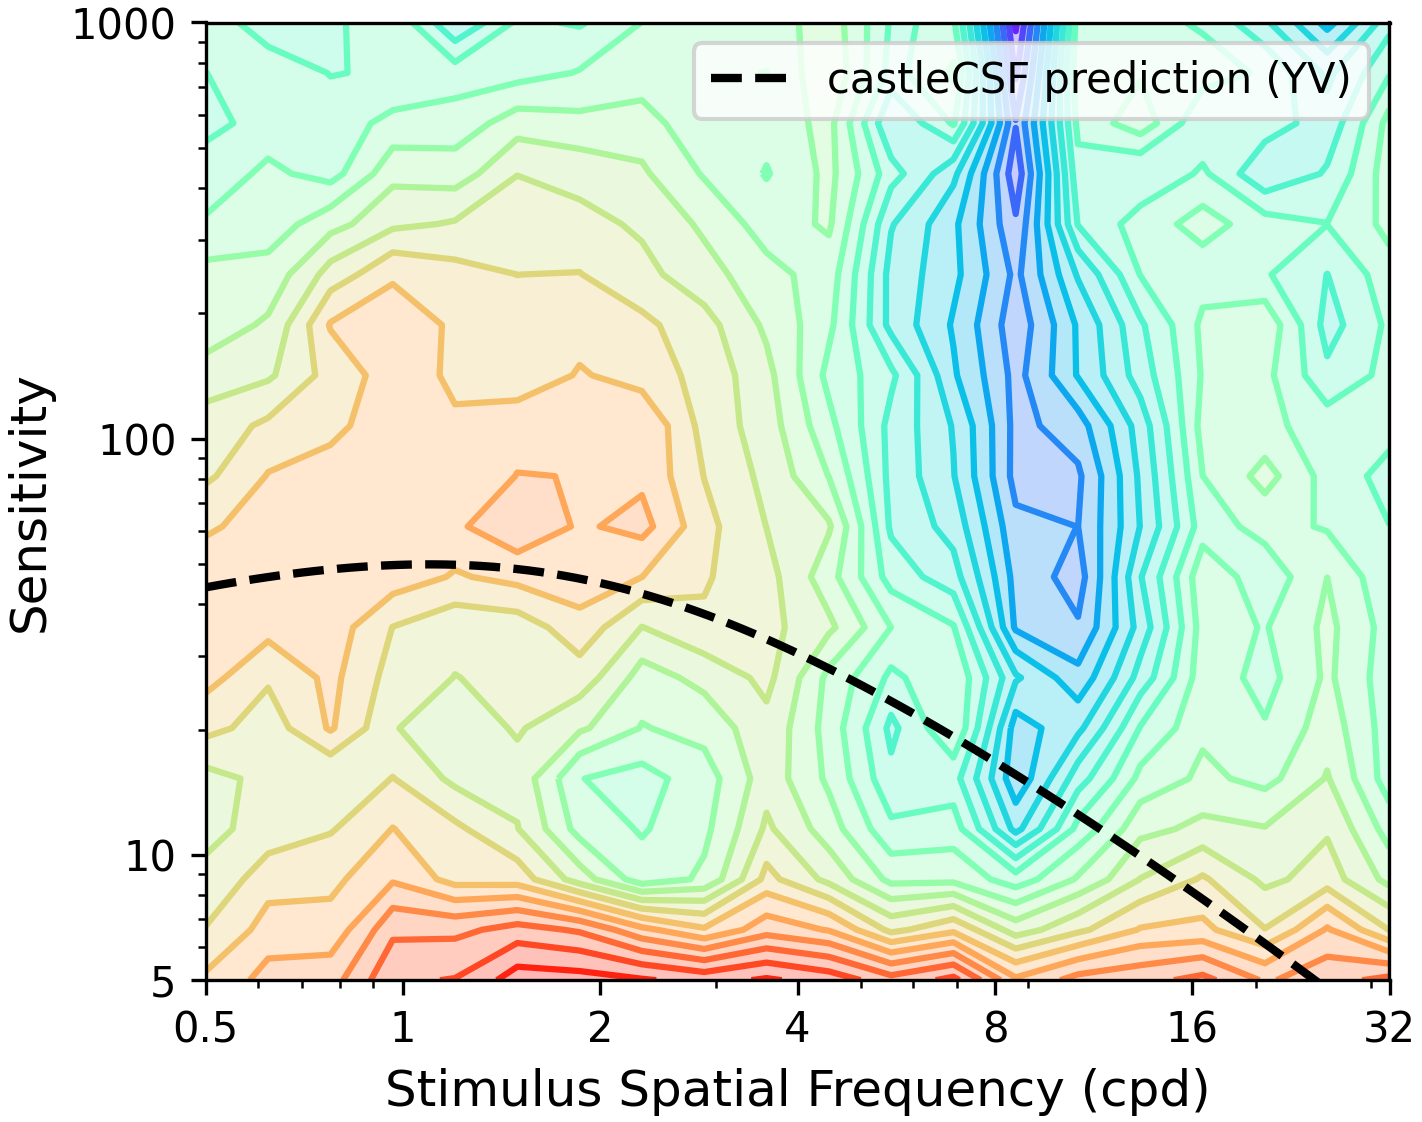 1000
castleCSF prediction (YV)
100
10
5
0.5 1 2 4 8 16 32
Sensitivity
Stimulus Spatial Frequency (cpd)